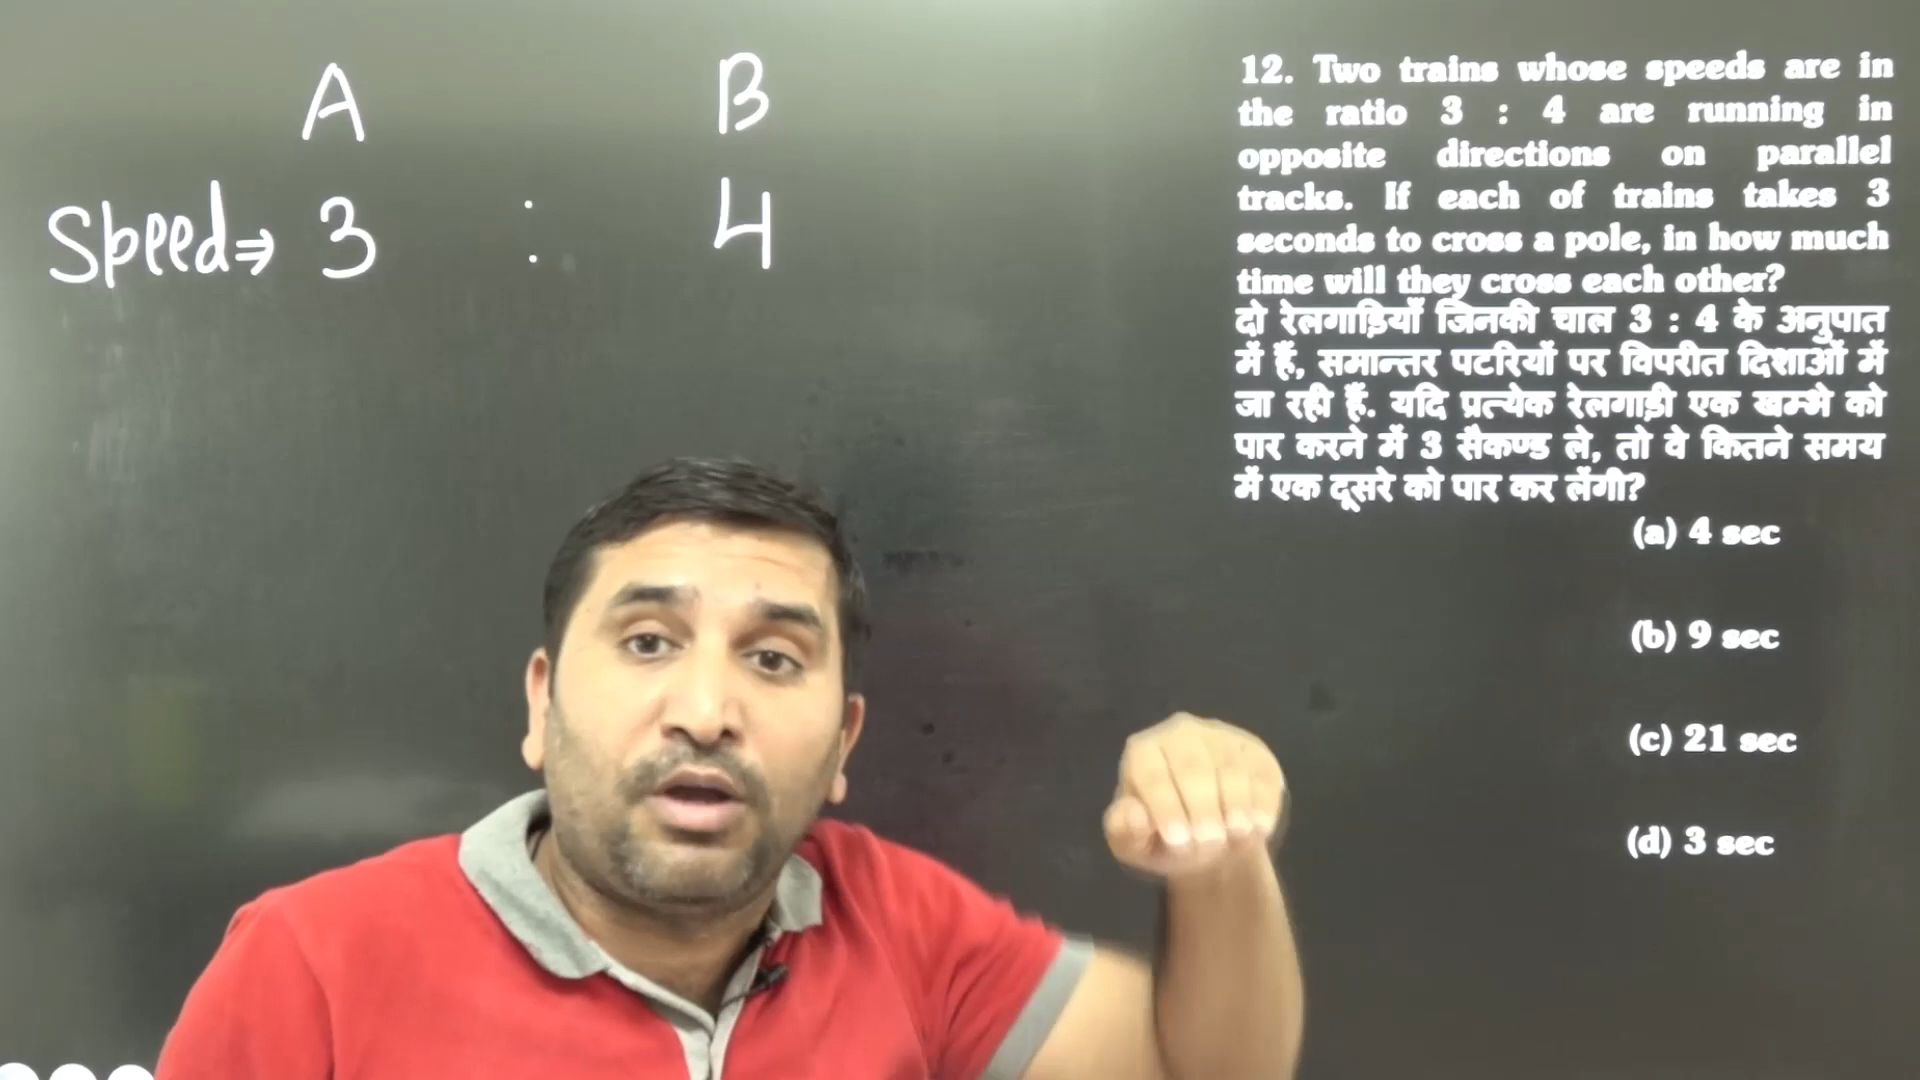 A B
Speed⇒ 3 : 4
12. Two trains whose speeds are in
the ratio 3 : 4 are running in
opposite directions on parallel
tracks. If each of trains takes 3
seconds to cross a pole, in how much
time will they cross each other?
दो रेलगाड़ियाँ जिनकी चाल 3 : 4 के अनुपात
में हैं, समान्तर पटरियों पर विपरीत दिशाओं में
जा रही हैं. यदि प्रत्येक रेलगाड़ी एक खम्भे को
पार करने में 3 सैकण्ड ले, तो वे कितने समय
में एक दूसरे को पार कर लेंगी?
(a) 4 sec
(b) 9 sec
(c) 21 sec
(d) 3 sec